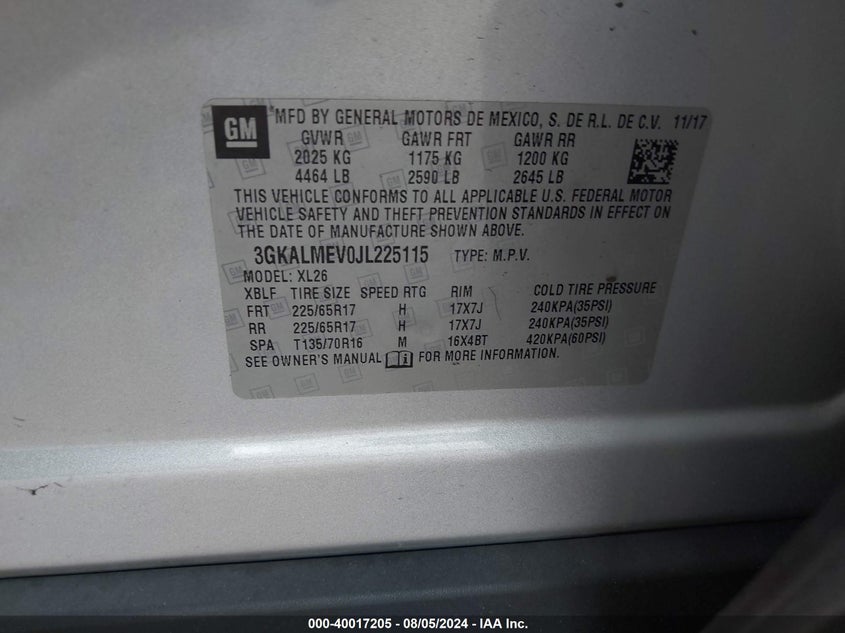 GM
MFD BY GENERAL MOTORS DE MEXICO, S. DE R.L. DE C.V. 11/17
GVWR GAWR FRT GAWR RR
2025 KG 1175 KG 1200 KG
4464 LB 2590 LB 2645 LB
THIS VEHICLE CONFORMS TO ALL APPLICABLE U.S. FEDERAL MOTOR
VEHICLE SAFETY AND THEFT PREVENTION STANDARDS IN EFFECT ON
THE DATE OF MANUFACTURE SHOWN ABOVE.
3GKALMEV0JL225115 TYPE: M.P.V.
MODEL: XL26
XBLF TIRE SIZE SPEED RTG RIM COLD TIRE PRESSURE
FRT 225/65R17 H 17X7J 240KPA(35PSI)
RR 225/65R17 H 17X7J 240KPA(35PSI)
SPA T135/70R16 M 16X4BT 420KPA(60PSI)
SEE OWNER'S MANUAL FOR MORE INFORMATION.
000-40017205 - 08/05/2024 - IAA Inc.